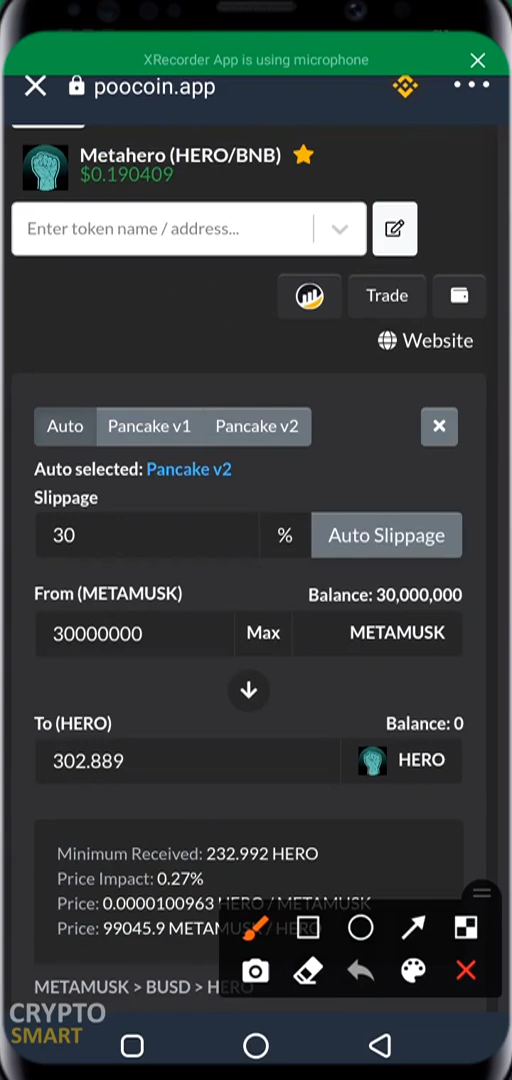 XRecorder App is using microphone
poocoin.app
Metahero (HERO/BNB)
$0.190409
Enter token name / address...
Trade
Website
Auto Pancake v1 Pancake v2
Auto selected: Pancake v2
Slippage
30 % Auto Slippage
From (METAMUSK) Balance: 30,000,000
30000000 Max METAMUSK
To (HERO) Balance: 0
302.889 HERO
Minimum Received: 232.992 HERO
Price Impact: 0.27%
Price: 0.0000100963 HERO / METAMUSK
Price: 99045.9 METAMUSK / HERO
METAMUSK > BUSD > HERO
CRYPTO
SMART